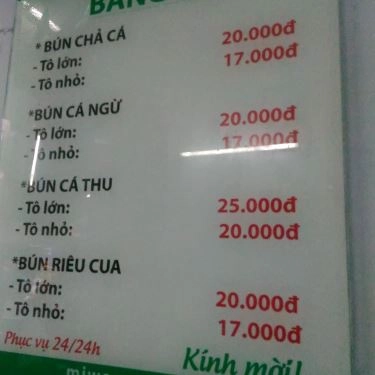 * BÚN CHẢ CÁ
- Tô lớn: 20.000đ
- Tô nhỏ: 17.000đ
*BÚN CÁ NGỪ
- Tô lớn: 20.000đ
- Tô nhỏ: 17.000đ
*BÚN CÁ THU
- Tô lớn: 25.000đ
- Tô nhỏ: 20.000đ
*BÚN RIÊU CUA
- Tô lớn: 20.000đ
- Tô nhỏ: 17.000đ
Phục vụ 24/24h
Kính mời!